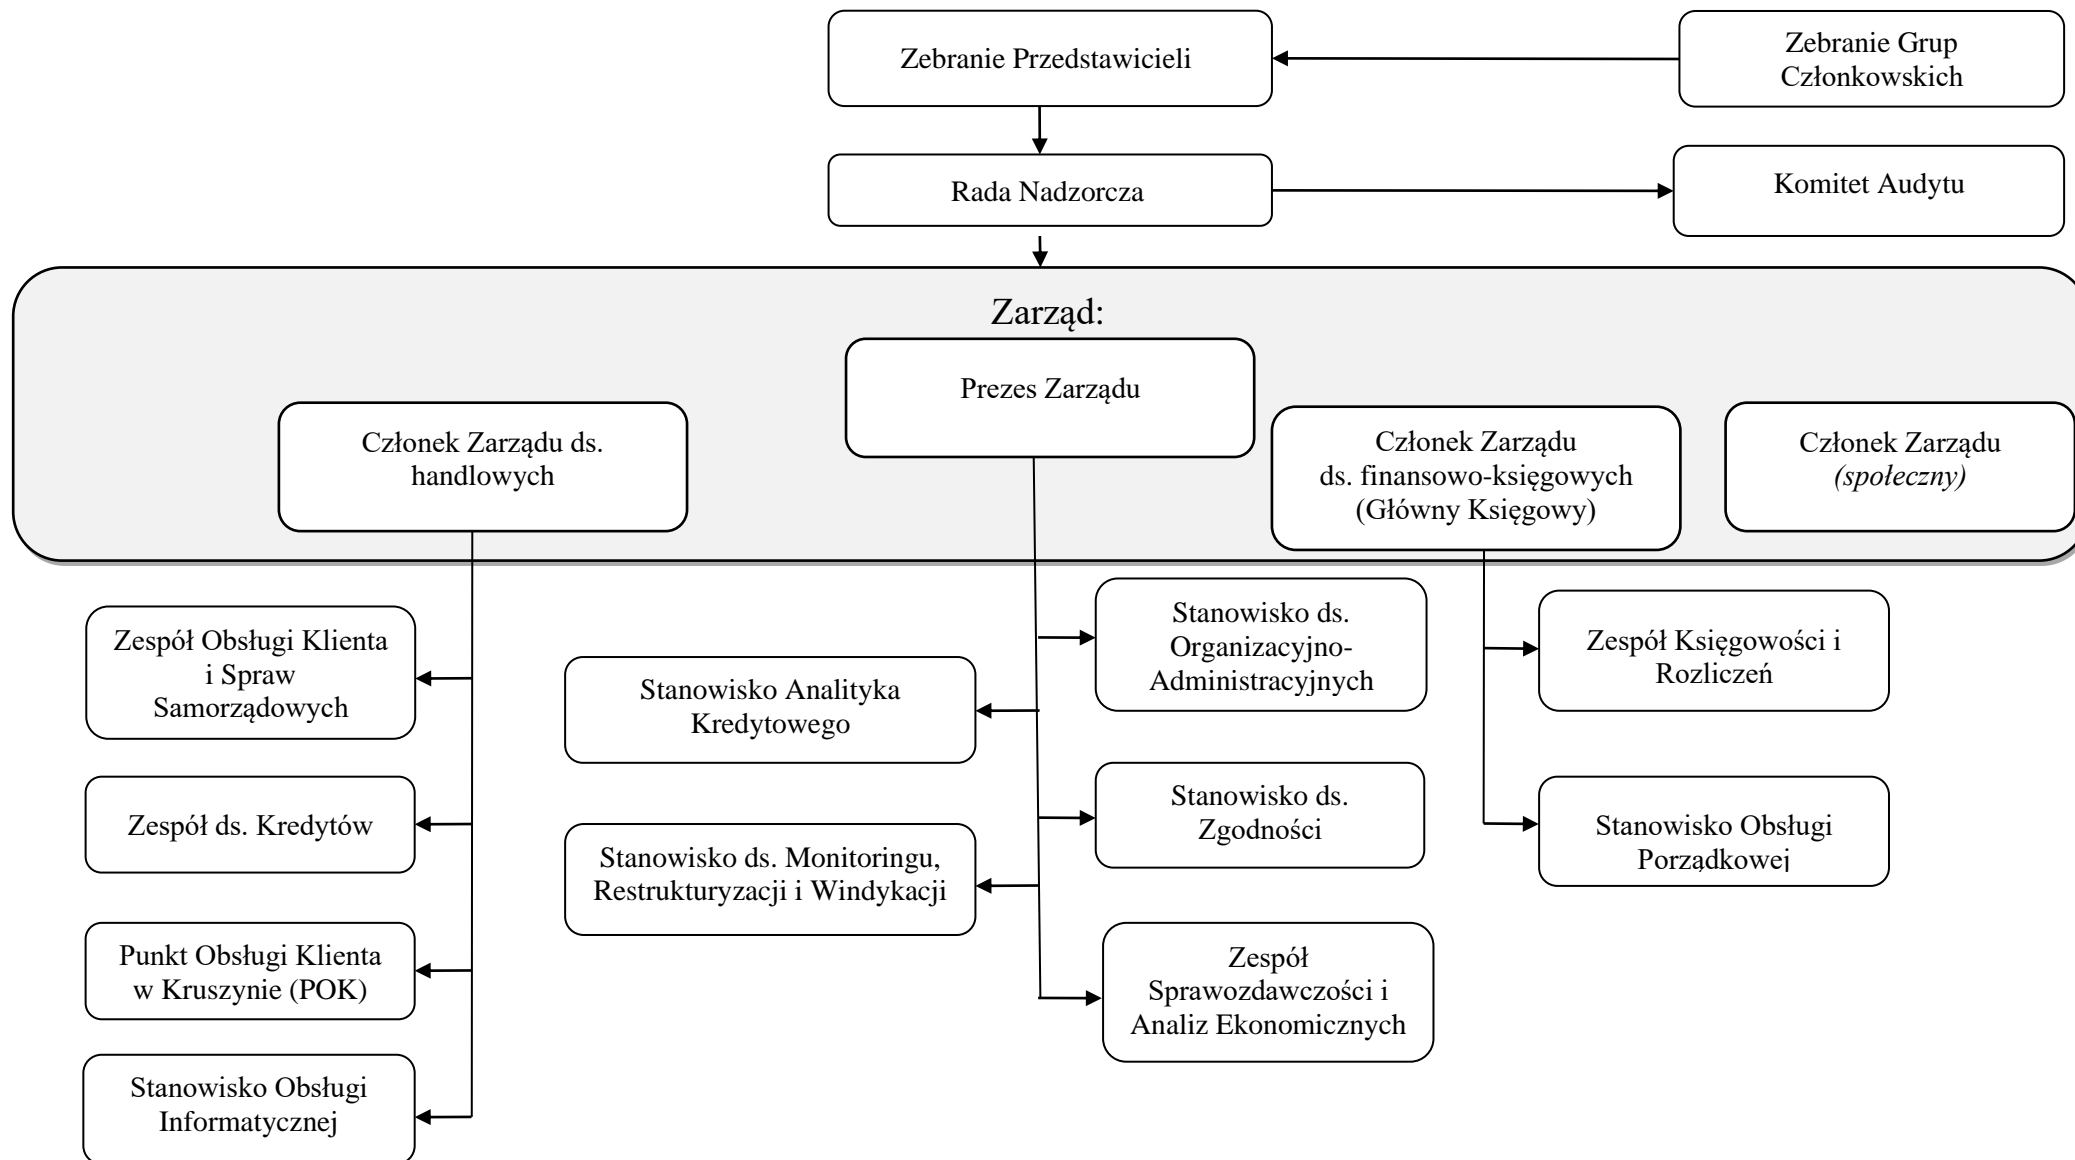 Zebranie Przedstawicieli
Zebranie Grup
Członkowskich
Rada Nadzorcza
Komitet Audytu
Zarząd:
Prezes Zarządu
Członek Zarządu ds.
handlowych
Członek Zarządu
ds. finansowo-księgowych
(Główny Księgowy)
Członek Zarządu
(społeczny)
Zespół Obsługi Klienta
i Spraw
Samorządowych
Zespół ds. Kredytów
Punkt Obsługi Klienta
w Kruszynie (POK)
Stanowisko Obsługi
Informatycznej
Stanowisko Analityka
Kredytowego
Stanowisko ds. Monitoringu,
Restrukturyzacji i Windykacji
Stanowisko ds.
Organizacyjno-
Administracyjnych
Stanowisko ds.
Zgodności
Zespół
Sprawozdawczości i
Analiz Ekonomicznych
Zespół Księgowości i
Rozliczeń
Stanowisko Obsługi
Porządkowej